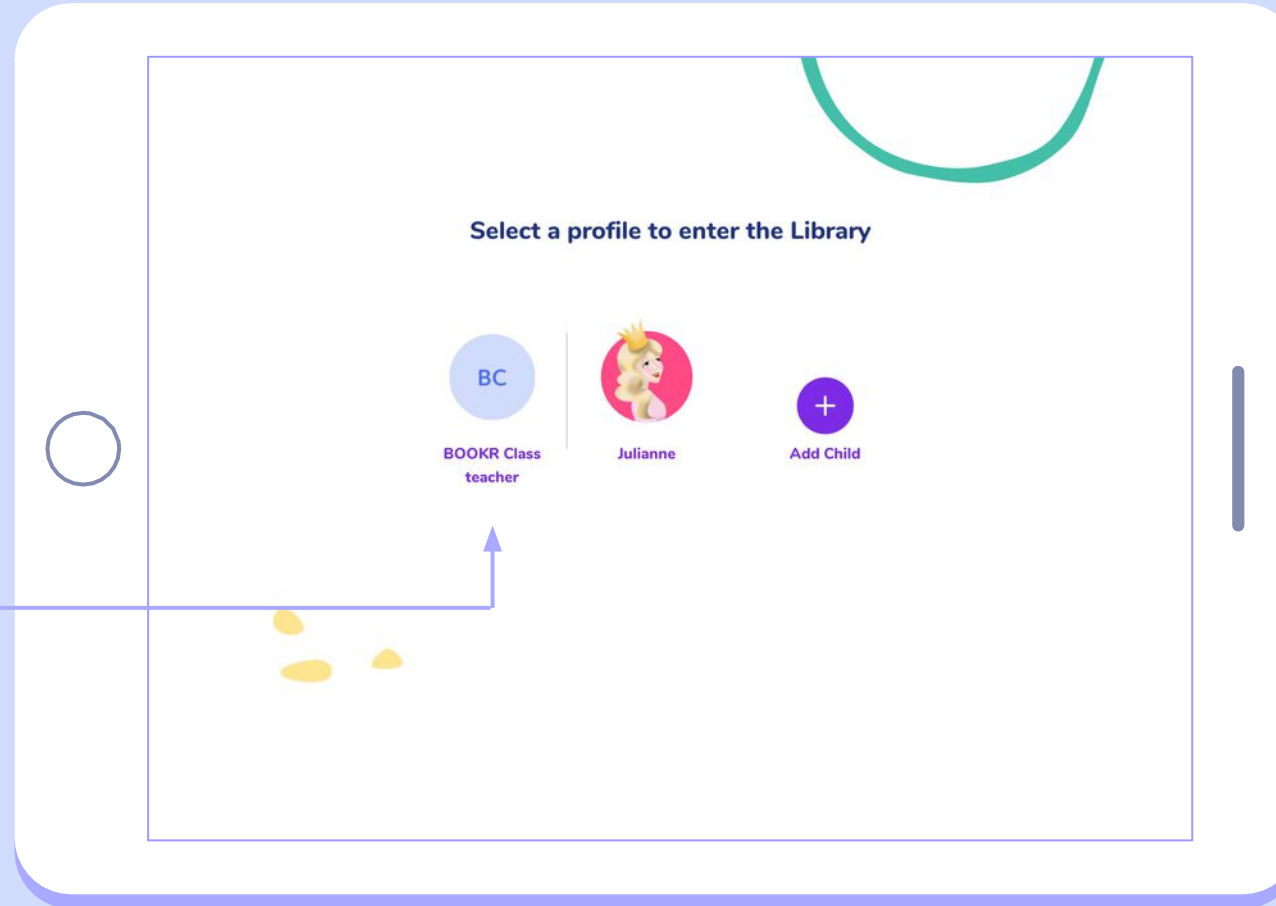 Select a profile to enter the Library
BC
BOOKR Class
teacher
Julianne
Add Child